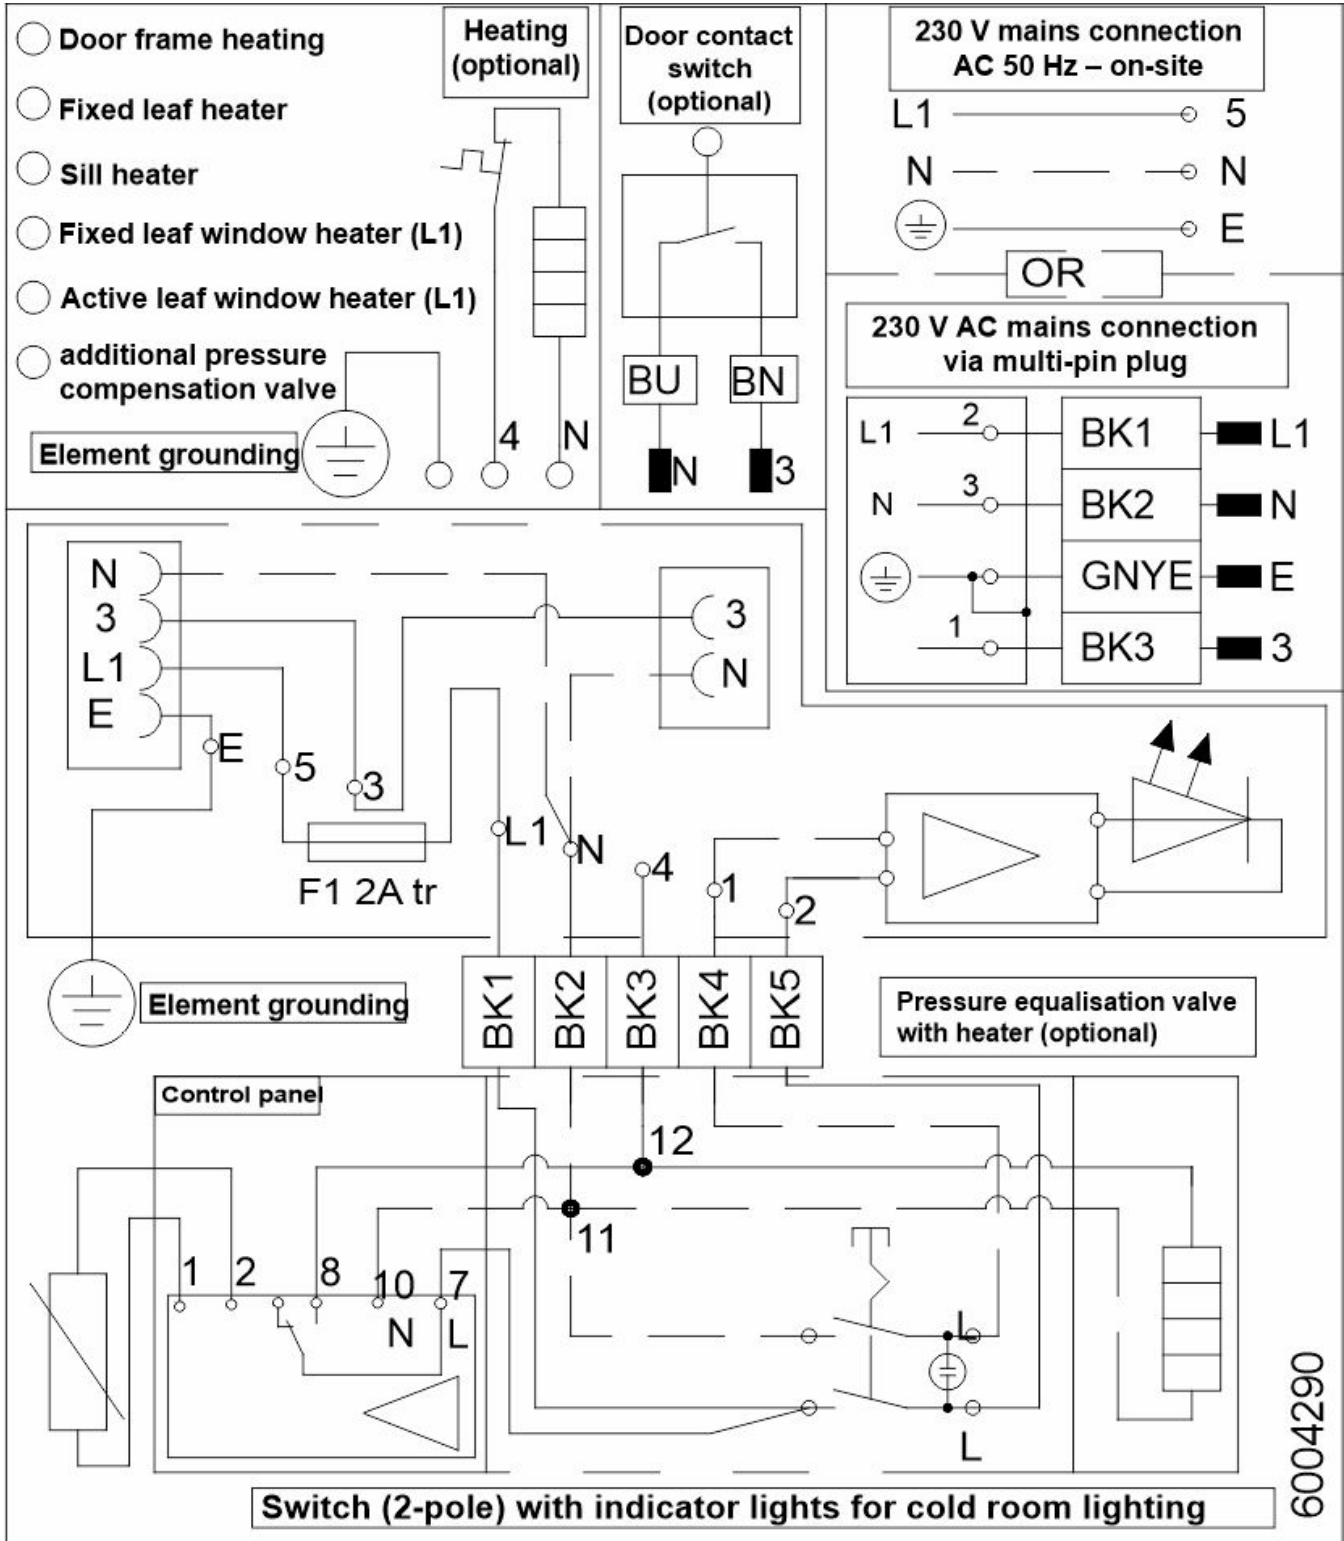 Door frame heating
Fixed leaf heater
Sill heater
Fixed leaf window heater (L1)
Active leaf window heater (L1)
additional pressure
compensation valve
Element grounding
Heating
(optional)
4
N
Door contact
switch
(optional)
BU
BN
N
3
230 V mains connection
AC 50 Hz – on-site
L1
5
N
N
E
OR
230 V AC mains connection
via multi-pin plug
L1
2
BK1
L1
N
3
BK2
N
GNYE
E
1
BK3
3
N
3
L1
E
E
5
3
F1 2A tr
L1
N
4
1
2
3
N
Element grounding
BK1
BK2
BK3
BK4
BK5
Pressure equalisation valve
with heater (optional)
Control panel
12
11
1
2
8
10
7
N
L
L
L
Switch (2-pole) with indicator lights for cold room lighting
6004290